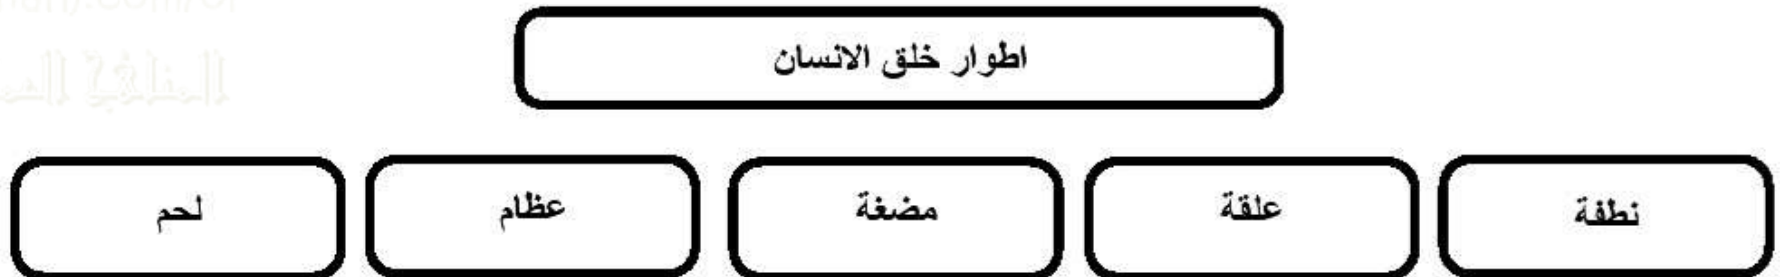 اطوار خلق الانسان
نطفة
علقة
مضغة
عظام
لحم